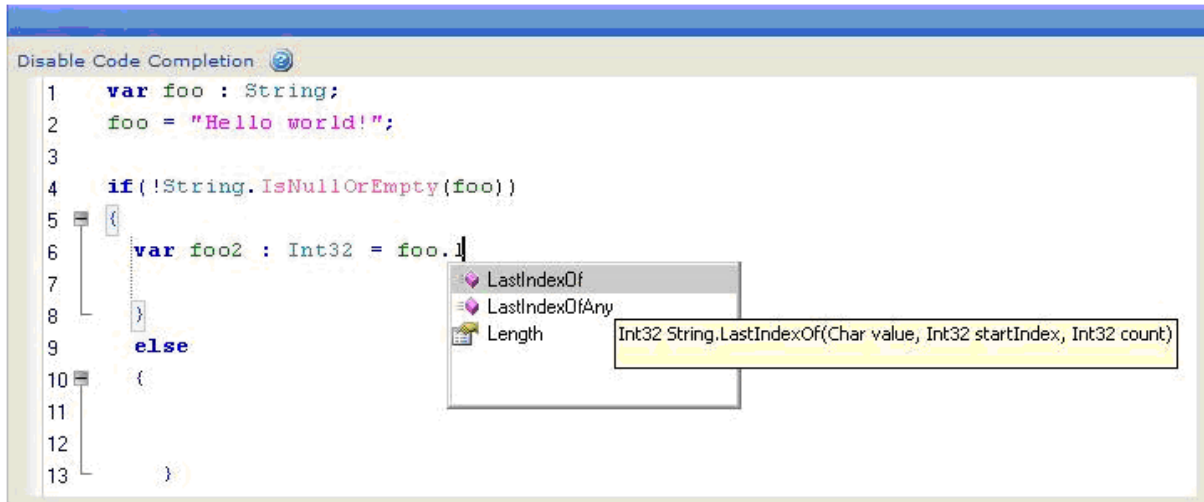 Disable Code Completion ?
1 var foo : String;
2 foo = "Hello world!";
3
4 if(!String.IsNullOrEmpty(foo))
5 {
6 var foo2 : Int32 = foo.l
LastIndexOf
7
LastIndexOfAny
8 }
Length
Int32 String.LastIndexOf(Char value, Int32 startIndex, Int32 count)
9 else
10 {
11
12
13 }